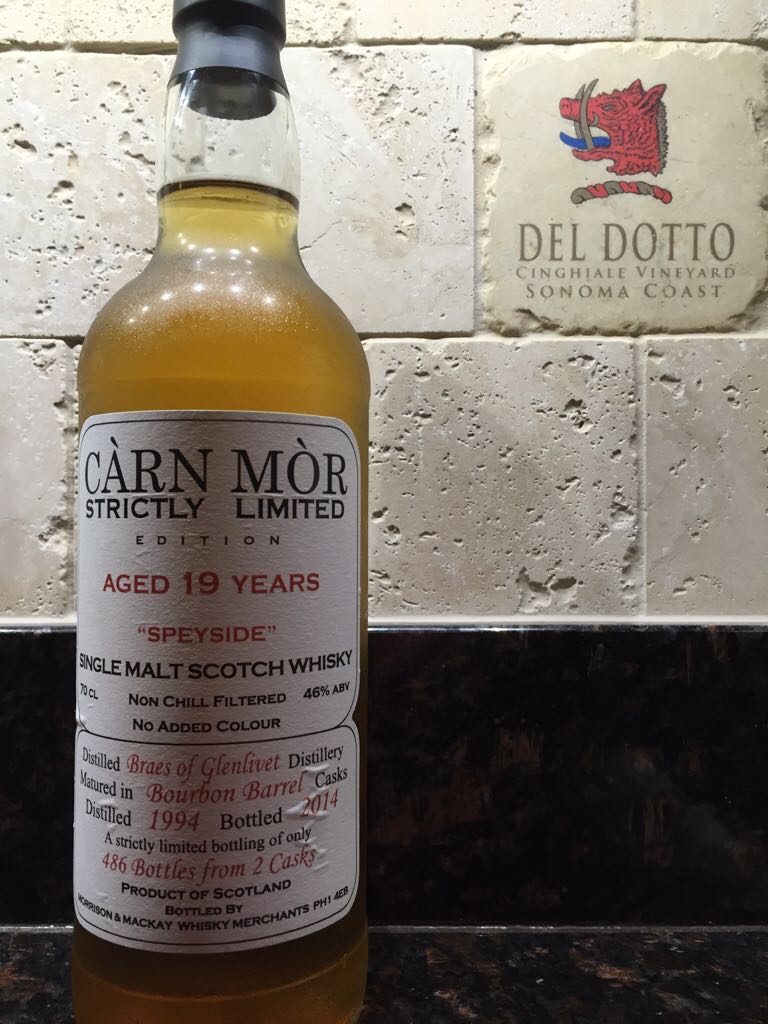 CÀRN MÒR
STRICTLY LIMITED
EDITION
AGED 19 YEARS
"SPEYSIDE"
SINGLE MALT SCOTCH WHISKY
70 CL NON CHILL FILTERED 46% ABV
NO ADDED COLOUR
Distilled Braes of Glenlivet Distillery
Matured in Bourbon Barrel Casks
Distilled 1994 Bottled 2014
A strictly limited bottling of only
486 Bottles from 2 Casks
PRODUCT OF SCOTLAND
BOTTLED BY
MORRISON & MACKAY WHISKY MERCHANTS PH1 4EB
DEL DOTTO
CINGHIALE VINEYARD
SONOMA COAST